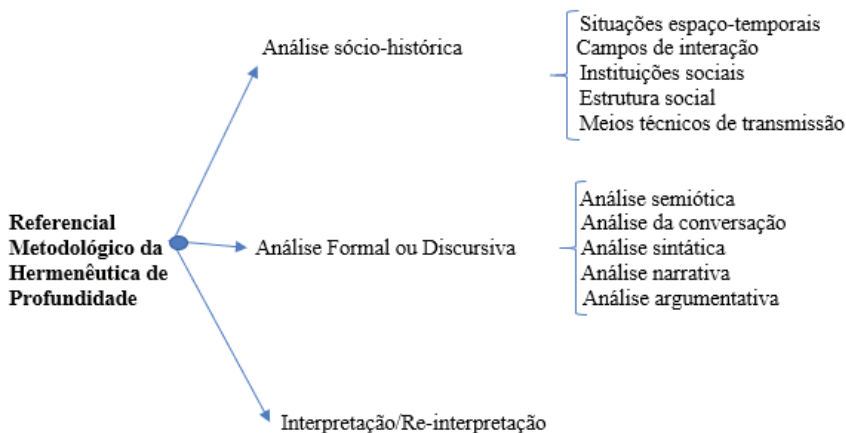 Análise sócio-histórica
Situações espaço-temporais
Campos de interação
Instituições sociais
Estrutura social
Meios técnicos de transmissão
Referencial
Metodológico da
Hermenêutica de
Profundidade
Análise Formal ou Discursiva
Análise semiótica
Análise da conversação
Análise sintática
Análise narrativa
Análise argumentativa
Interpretação/Re-interpretação